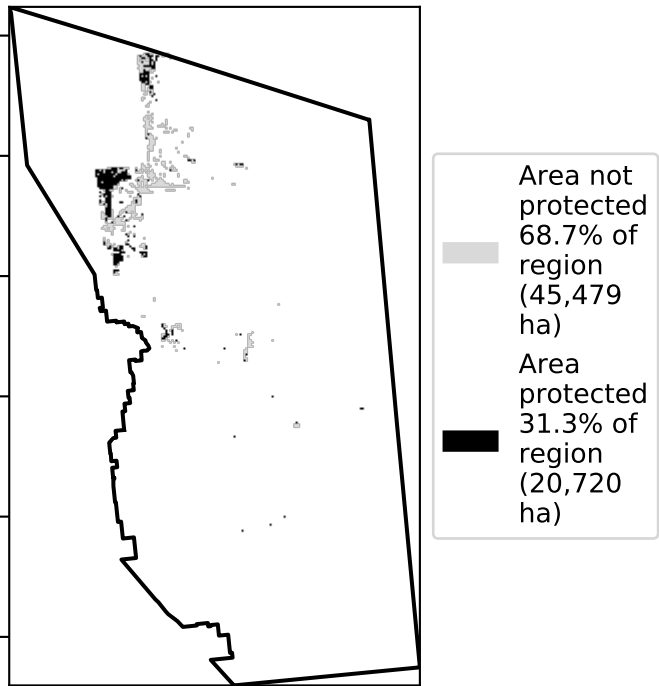 Area not
protected
68.7% of
region
(45,479
ha)
Area
protected
31.3% of
region
(20,720
ha)